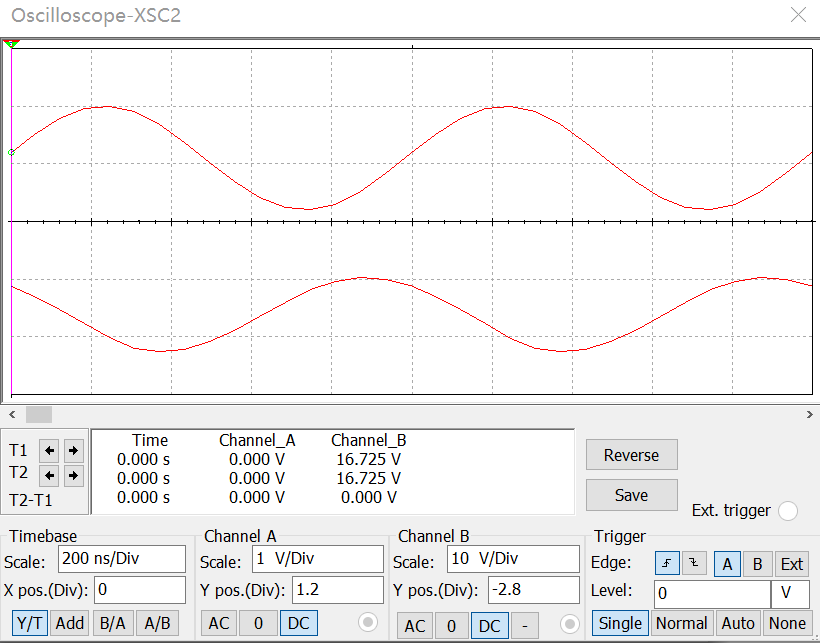 Oscilloscope-XSC2
Time Channel_A Channel_B
T1 0.000 s 0.000 V 16.725 V
T2 0.000 s 0.000 V 16.725 V
T2-T1 0.000 s 0.000 V 0.000 V
Reverse
Save
Ext. trigger
Timebase
Scale: 200 ns/Div
X pos.(Div): 0
Y/T Add B/A A/B
Channel A
Scale: 1 V/Div
Y pos.(Div): 1.2
AC 0 DC
Channel B
Scale: 10 V/Div
Y pos.(Div): -2.8
AC 0 DC -
Trigger
Edge: A B Ext
Level: 0 V
Single Normal Auto None